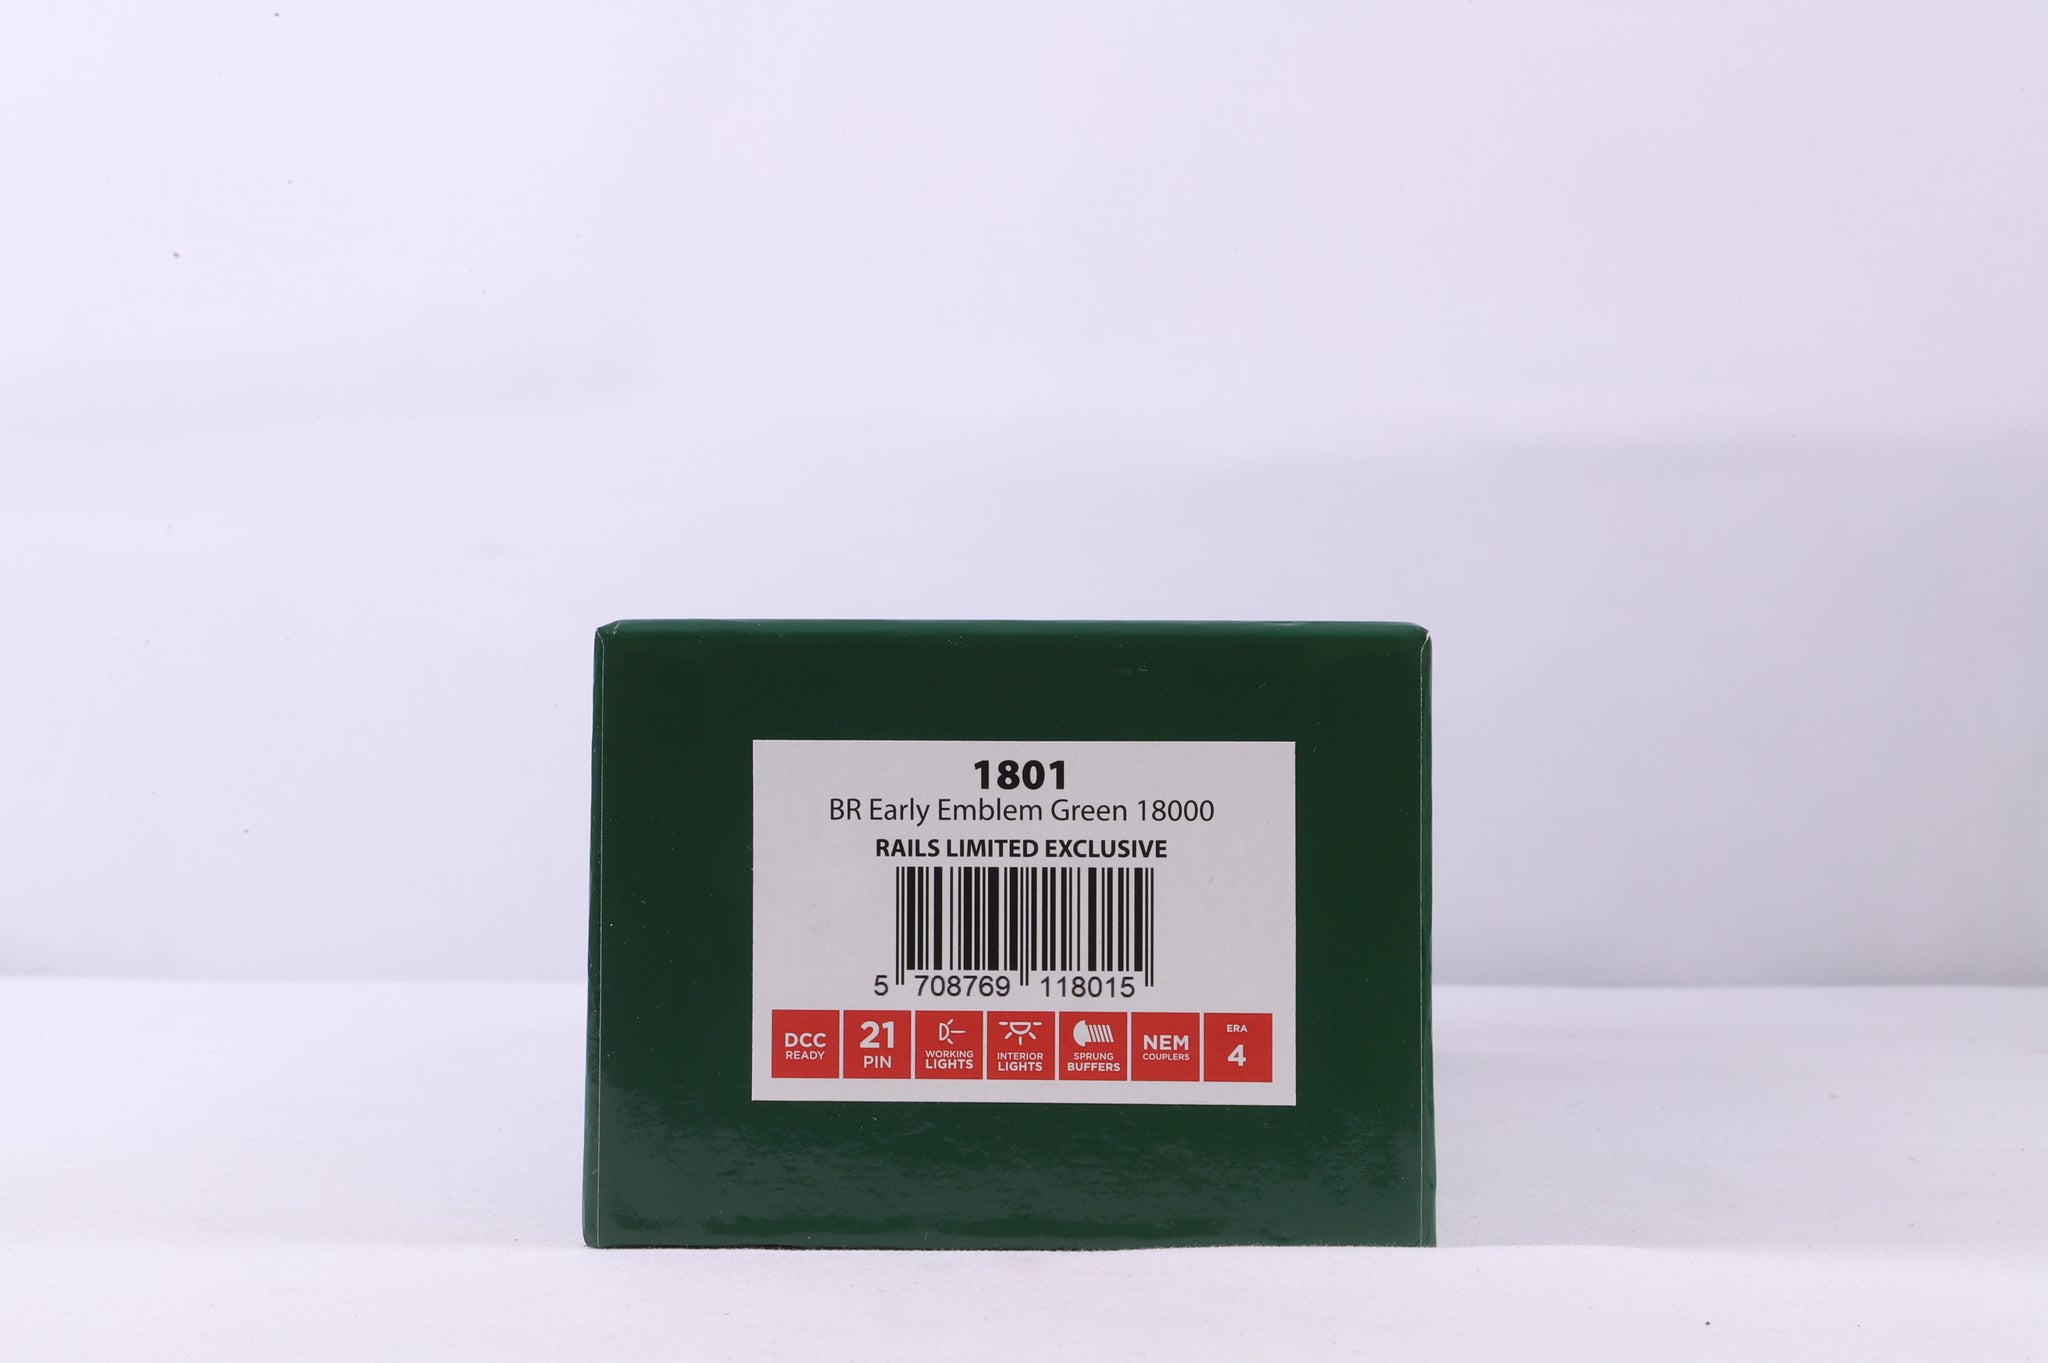 1801
BR Early Emblem Green 18000
RAILS LIMITED EXCLUSIVE
5 708769 118015
DCC READY
21 PIN
WORKING LIGHTS
INTERIOR LIGHTS
SPRUNG BUFFERS
NEM COUPLERS
ERA 4